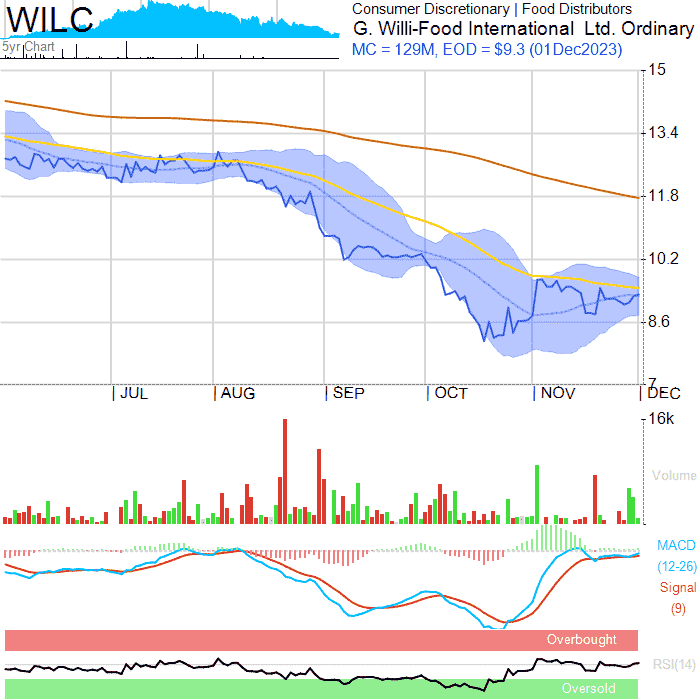 WILC
5yr Chart
Consumer Discretionary | Food Distributors
G. Willi-Food International Ltd. Ordinary
MC = 129M, EOD = $9.3 (01Dec2023)
15
13.4
11.8
10.2
8.6
7
JUL AUG SEP OCT NOV DEC
16k
Volume
MACD
(12-26)
Signal
(9)
Overbought
RSI(14)
Oversold